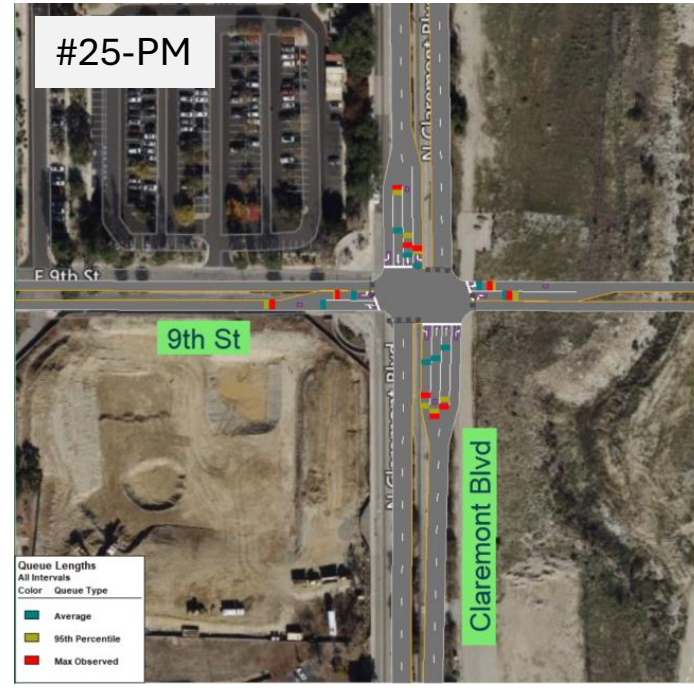 #25-PM
N Claremont Blvd
E 9th St
9th St
N Claremont Blvd
Claremont Blvd
Queue Lengths
All Intervals
Color Queue Type
Average
95th Percentile
Max Observed